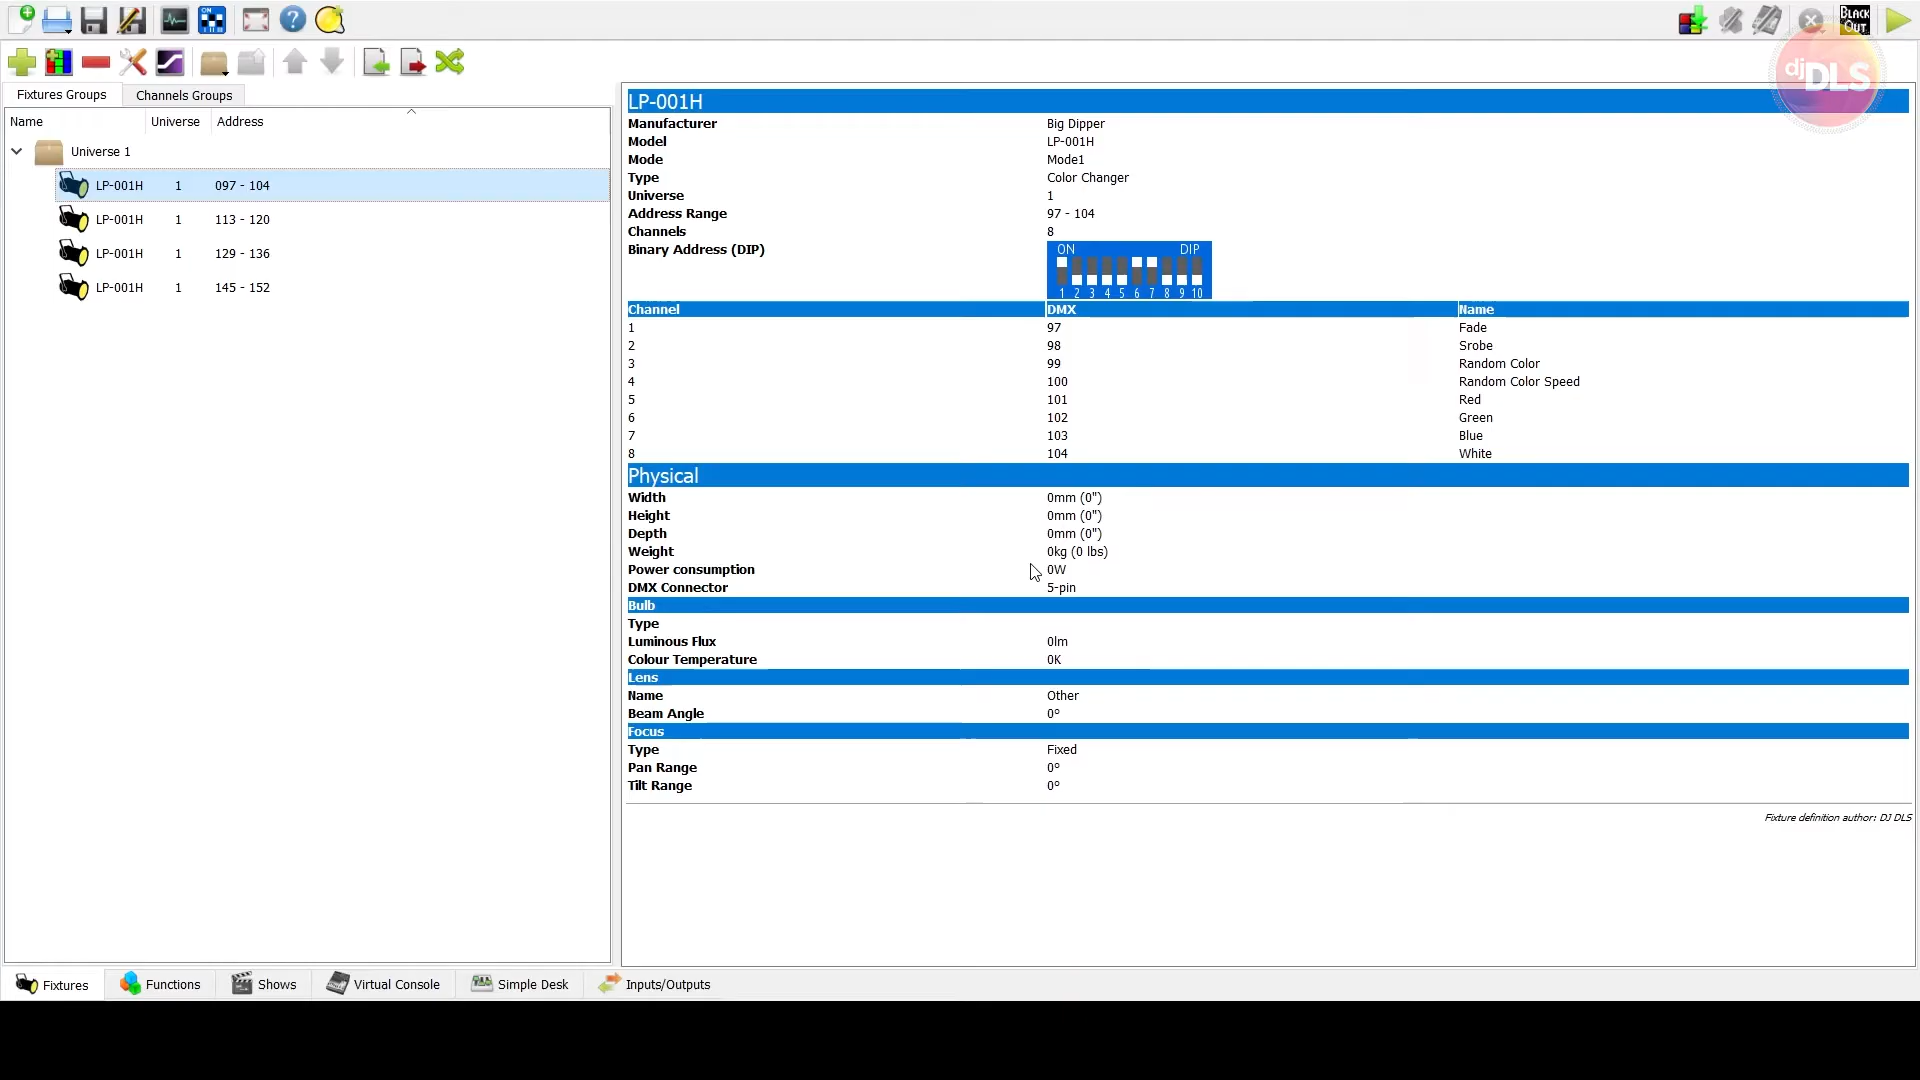 ON
BLACK
OUT
djDLS
Fixtures Groups
Channels Groups
Name Universe Address
Universe 1
LP-001H 1 097 - 104
LP-001H 1 113 - 120
LP-001H 1 129 - 136
LP-001H 1 145 - 152
LP-001H
Manufacturer Big Dipper
Model LP-001H
Mode Mode1
Type Color Changer
Universe 1
Address Range 97 - 104
Channels 8
Binary Address (DIP)
ON DIP
1 2 3 4 5 6 7 8 9 10
Channel DMX Name
1 97 Fade
2 98 Srobe
3 99 Random Color
4 100 Random Color Speed
5 101 Red
6 102 Green
7 103 Blue
8 104 White
Physical
Width 0mm (0")
Height 0mm (0")
Depth 0mm (0")
Weight 0kg (0 lbs)
Power consumption 0W
DMX Connector 5-pin
Bulb
Type
Luminous Flux 0lm
Colour Temperature 0K
Lens
Name Other
Beam Angle 0º
Focus
Type Fixed
Pan Range 0º
Tilt Range 0º
Fixture definition author: DJ DLS
Fixtures Functions Shows Virtual Console Simple Desk Inputs/Outputs